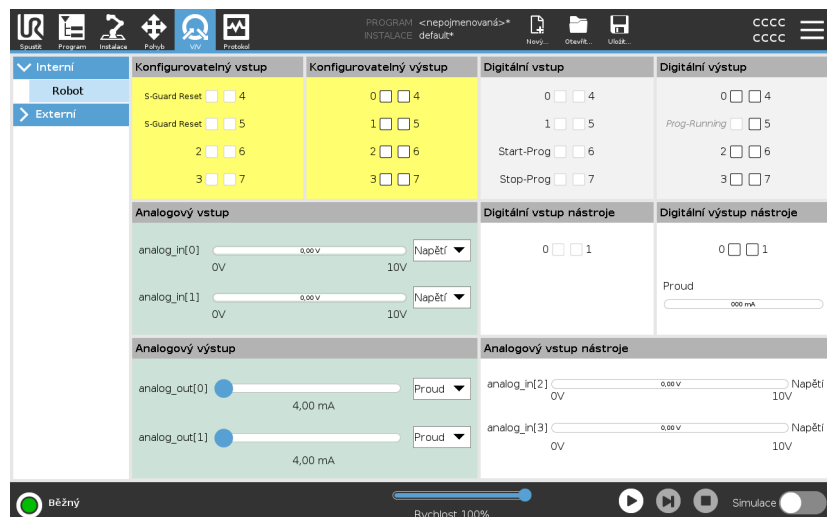 PROGRAM <nepojmenovaná>*
INSTALACE default*
UR
Spustit Program Instalace Pohyb V/V Protokol
Nový... Otevřít... Uložit...
CCCC
CCCC
Interní
Robot
Externí
Konfigurovatelný vstup
S-Guard Reset 4
S-Guard Reset 5
2 6
3 7
Konfigurovatelný výstup
0 4
1 5
2 6
3 7
Digitální vstup
0 4
1 5
Start-Prog 6
Stop-Prog 7
Digitální výstup
0 4
Prog-Running 5
2 6
3 7
Analogový vstup
analog_in[0] 0,00 V Napětí
0V 10V
analog_in[1] 0,00 V Napětí
0V 10V
Digitální vstup nástroje
0 1
Digitální výstup nástroje
0 1
Proud
000 mA
Analogový výstup
analog_out[0] Proud
4,00 mA
analog_out[1] Proud
4,00 mA
Analogový vstup nástroje
analog_in[2] 0,00 V Napětí
0V 10V
analog_in[3] 0,00 V Napětí
0V 10V
Běžný
Rychlost 100%
Simulace